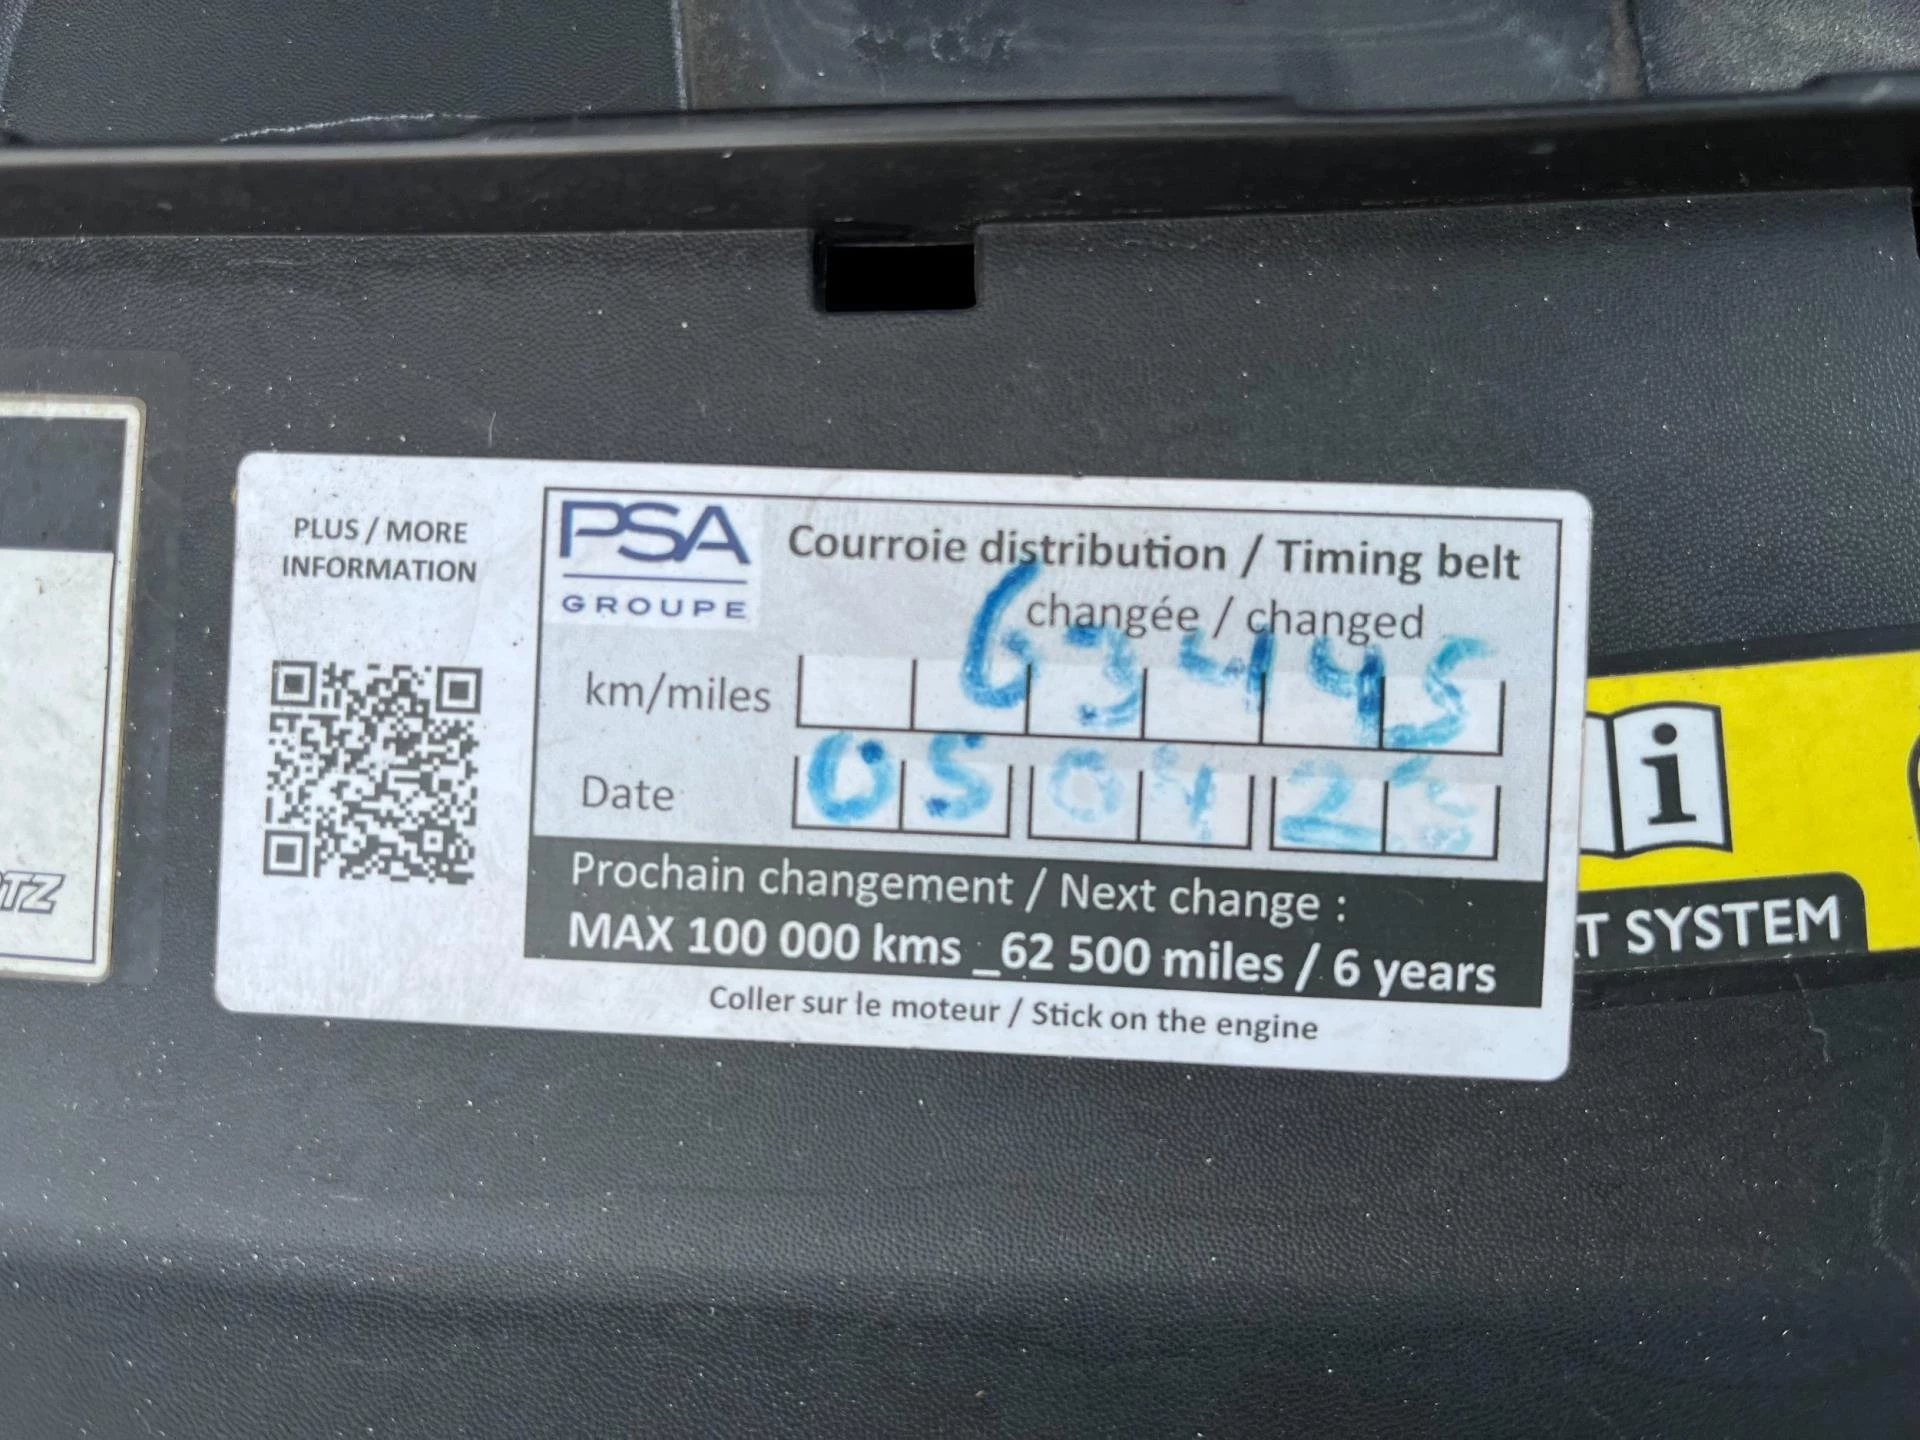 PLUS / MORE
INFORMATION
PSA
GROUPE
Courroie distribution / Timing belt
changée / changed
km/miles 63445
Date 05 04 23
Prochain changement / Next change :
MAX 100 000 kms _62 500 miles / 6 years
Coller sur le moteur / Stick on the engine
TZ
i
T SYSTEM